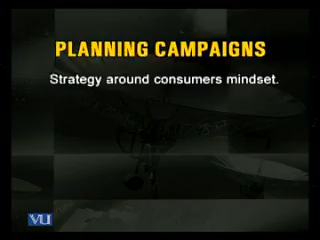 PLANNING CAMPAIGNS
Strategy around consumers mindset.
VU